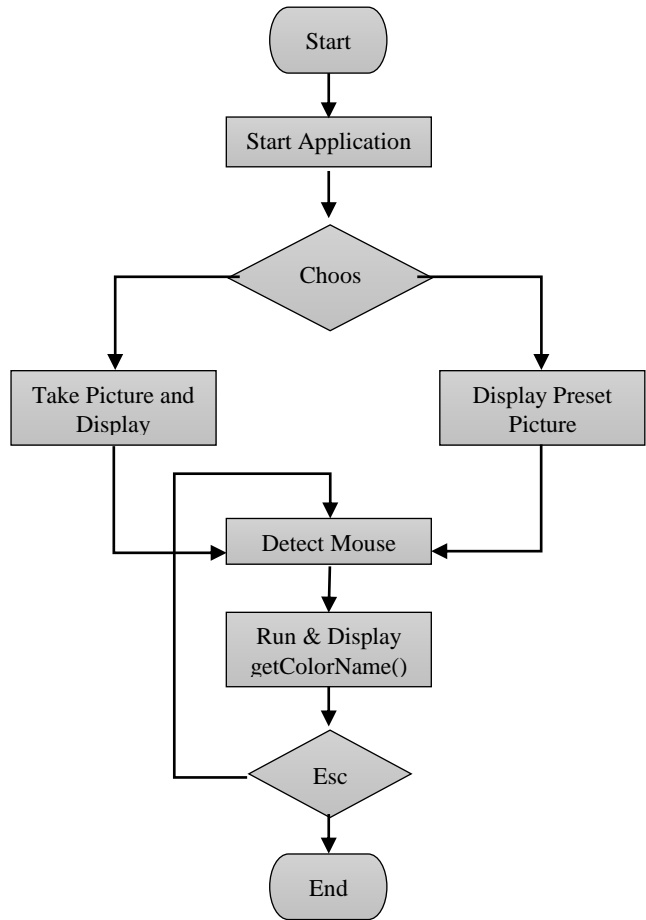 Start
Start Application
Choos
Take Picture and
Display
Display Preset
Picture
Detect Mouse
Run & Display
getColorName()
Esc
End